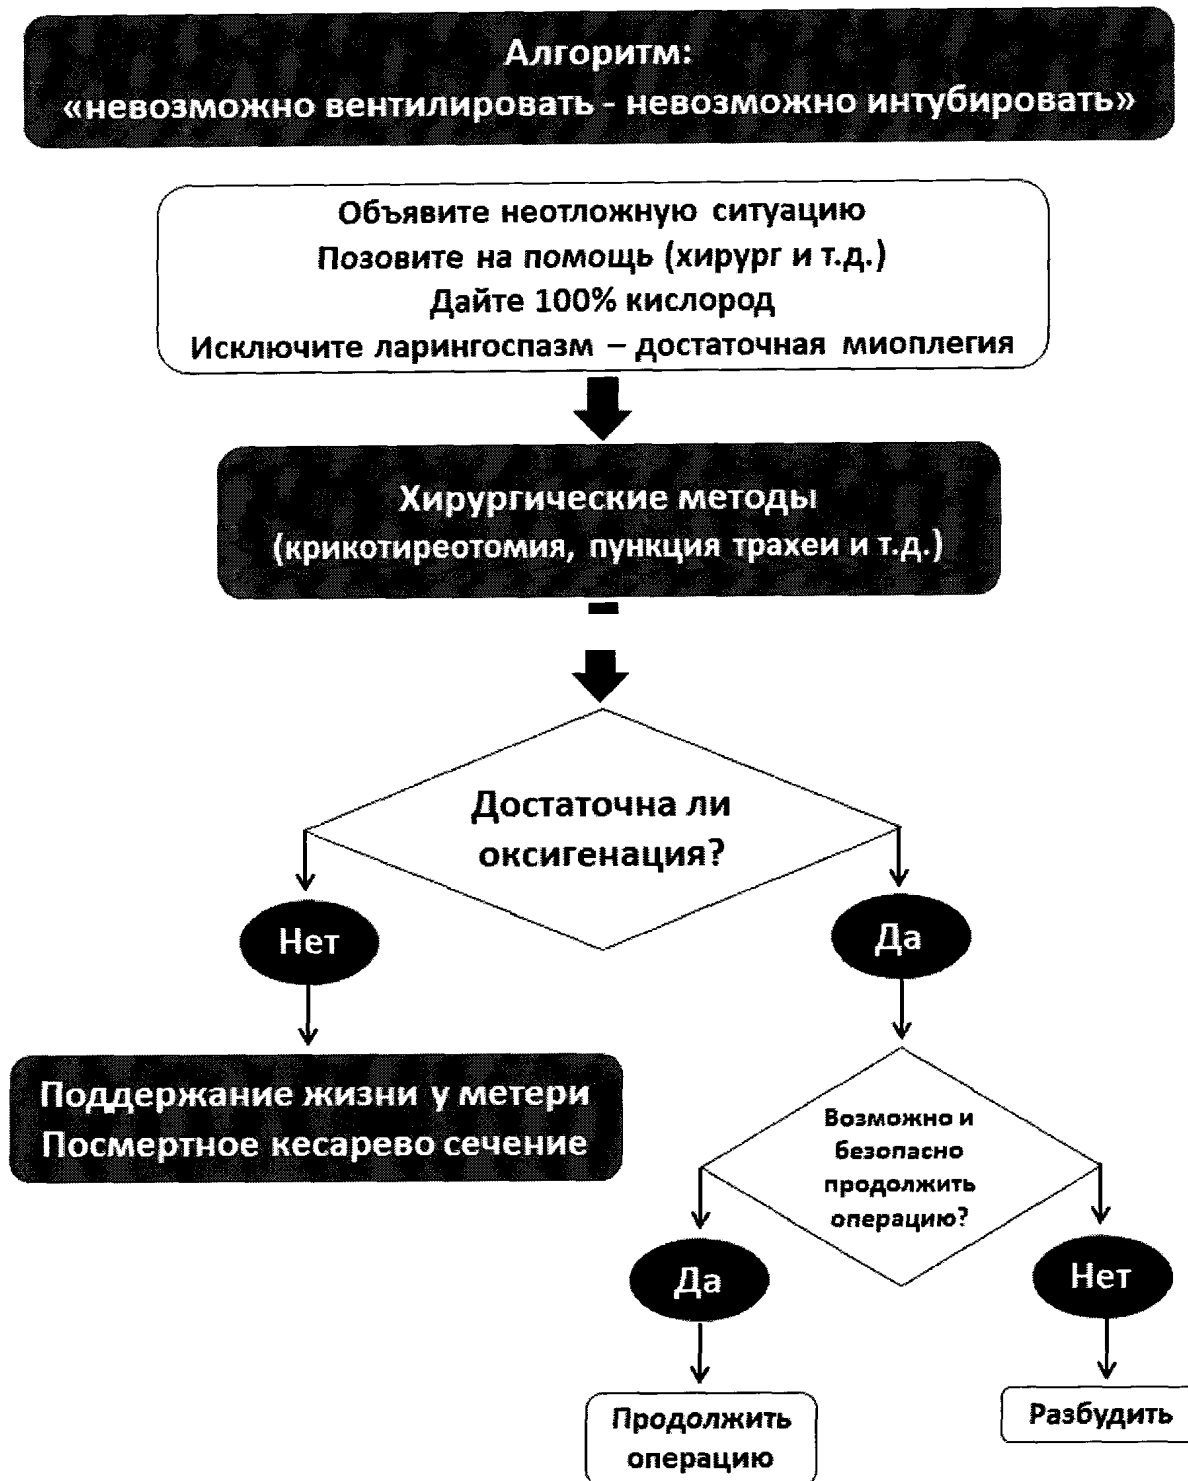 Алгоритм:
«невозможно вентилировать - невозможно интубировать»
Объявите неотложную ситуацию
Позовите на помощь (хирург и т.д.)
Дайте 100% кислород
Исключите ларингоспазм – достаточная миоплегия
Хирургические методы
(крикотиреотомия, пункция трахеи и т.д.)
Достаточна ли
оксигенация?
Нет
Да
Поддержание жизни у метери
Посмертное кесарево сечение
Возможно и
безопасно
продолжить
операцию?
Да
Нет
Продолжить
операцию
Разбудить